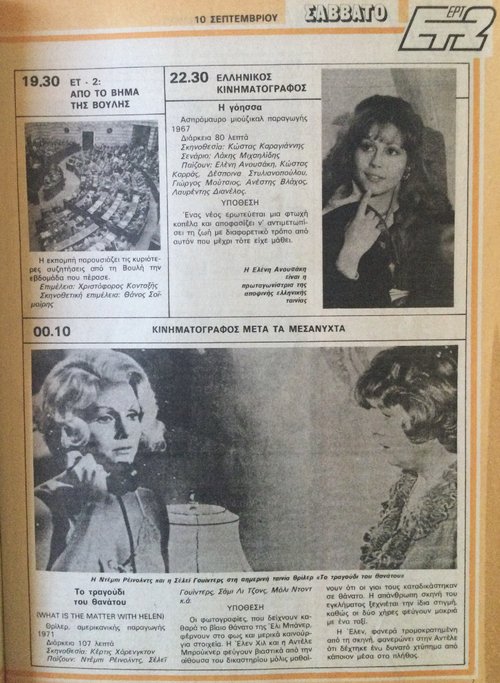 10 ΣΕΠΤΕΜΒΡΙΟΥ
ΣΑΒΒΑΤΟ
ΕΡΤ
2
19.30 ΕΤ - 2:
ΑΠΟ ΤΟ ΒΗΜΑ
ΤΗΣ ΒΟΥΛΗΣ
Η εκπομπή παρουσιάζει τις κυριότε-
ρες συζητήσεις από τη Βουλή την
εβδομάδα που πέρασε.
Επιμέλεια: Χριστόφορος Κονταξής
Σκηνοθετική επιμέλεια: Θάνος Σοϊ-
μοίρης
22.30 ΕΛΛΗΝΙΚΟΣ
ΚΙΝΗΜΑΤΟΓΡΑΦΟΣ
Η γόησσα
Ασπρόμαυρο μιούζικαλ παραγωγής
1967
Διάρκεια 80 λεπτά
Σκηνοθεσία: Κώστας Καραγιάννης
Σενάριο: Λάκης Μιχαηλίδης
Παίζουν: Ελένη Ανουσάκη, Κώστας
Καρράς, Δέσποινα Στυλιανοπούλου,
Γιώργος Μούτσιος, Ανέστης Βλάχος,
Λαυρέντης Διανέλος.
ΥΠΟΘΕΣΗ
Ένας νέος ερωτεύεται μια φτωχή
κοπέλα και αποφασίζει ν' αντιμετωπί-
σει τη ζωή με διαφορετικό τρόπο από
αυτόν που μέχρι τότε είχε μάθει.
Η Ελένη Ανουσάκη
είναι η
πρωταγωνίστρια της
αποψινής ελληνικής
ταινίας
00.10
ΚΙΝΗΜΑΤΟΓΡΑΦΟΣ ΜΕΤΑ ΤΑ ΜΕΣΑΝΥΧΤΑ
Η Ντέμπι Ρέινολντς και η Σέλεϊ Γουίντερς στη σημερινή ταινία θρίλερ «Το τραγούδι του θανάτου»
Το τραγούδι
του θανάτου
(WHAT IS THE MATTER WITH HELEN)
Θρίλερ, αμερικανικής παραγωγής
1971
Διάρκεια 107 λεπτά
Σκηνοθεσία: Κέρτις Χάρενγκτον
Παίζουν: Ντέμπι Ρέινολντς, Σέλεϊ
Γουίντερς, Σάμι Λι Τζονς, Μάλι Ντοντ
κ.ά.
ΥΠΟΘΕΣΗ
Οι φωτογραφίες, που δείχνουν κα-
θαρά το βίαιο θάνατο της Έλι Μπάνερ,
φέρνουν στο φως και μερικά καινούρ-
για στοιχεία. Η Έλεν Χιλ και η Αντέλε
Μπρούκνερ φεύγουν βιαστικά από την
αίθουσα του δικαστηρίου μόλις μαθαί-
νουν ότι οι γιοι τους καταδικάστηκαν
σε θάνατο. Η απάνθρωπη σκηνή του
εγκλήματος ξεχνιέται την ίδια στιγμή,
καθώς οι δύο χήρες φεύγουν μακριά
με ένα ταξί.
Η Έλεν, φανερά τρομοκρατημένη
από τη σκηνή, φανερώνει στην Αντέλε
ότι δέχτηκε ένα δυνατό χτύπημα από
κάποιον μέσα στο πλήθος.